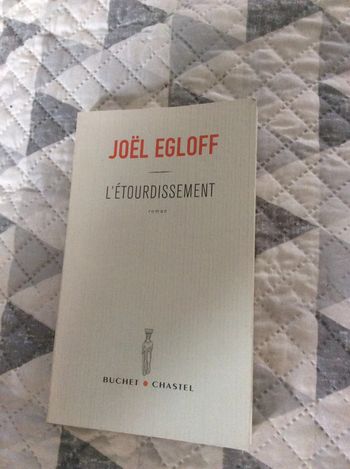 JOËL EGLOFF
L'ÉTOURDISSEMENT
roman
BUCHET • CHASTEL